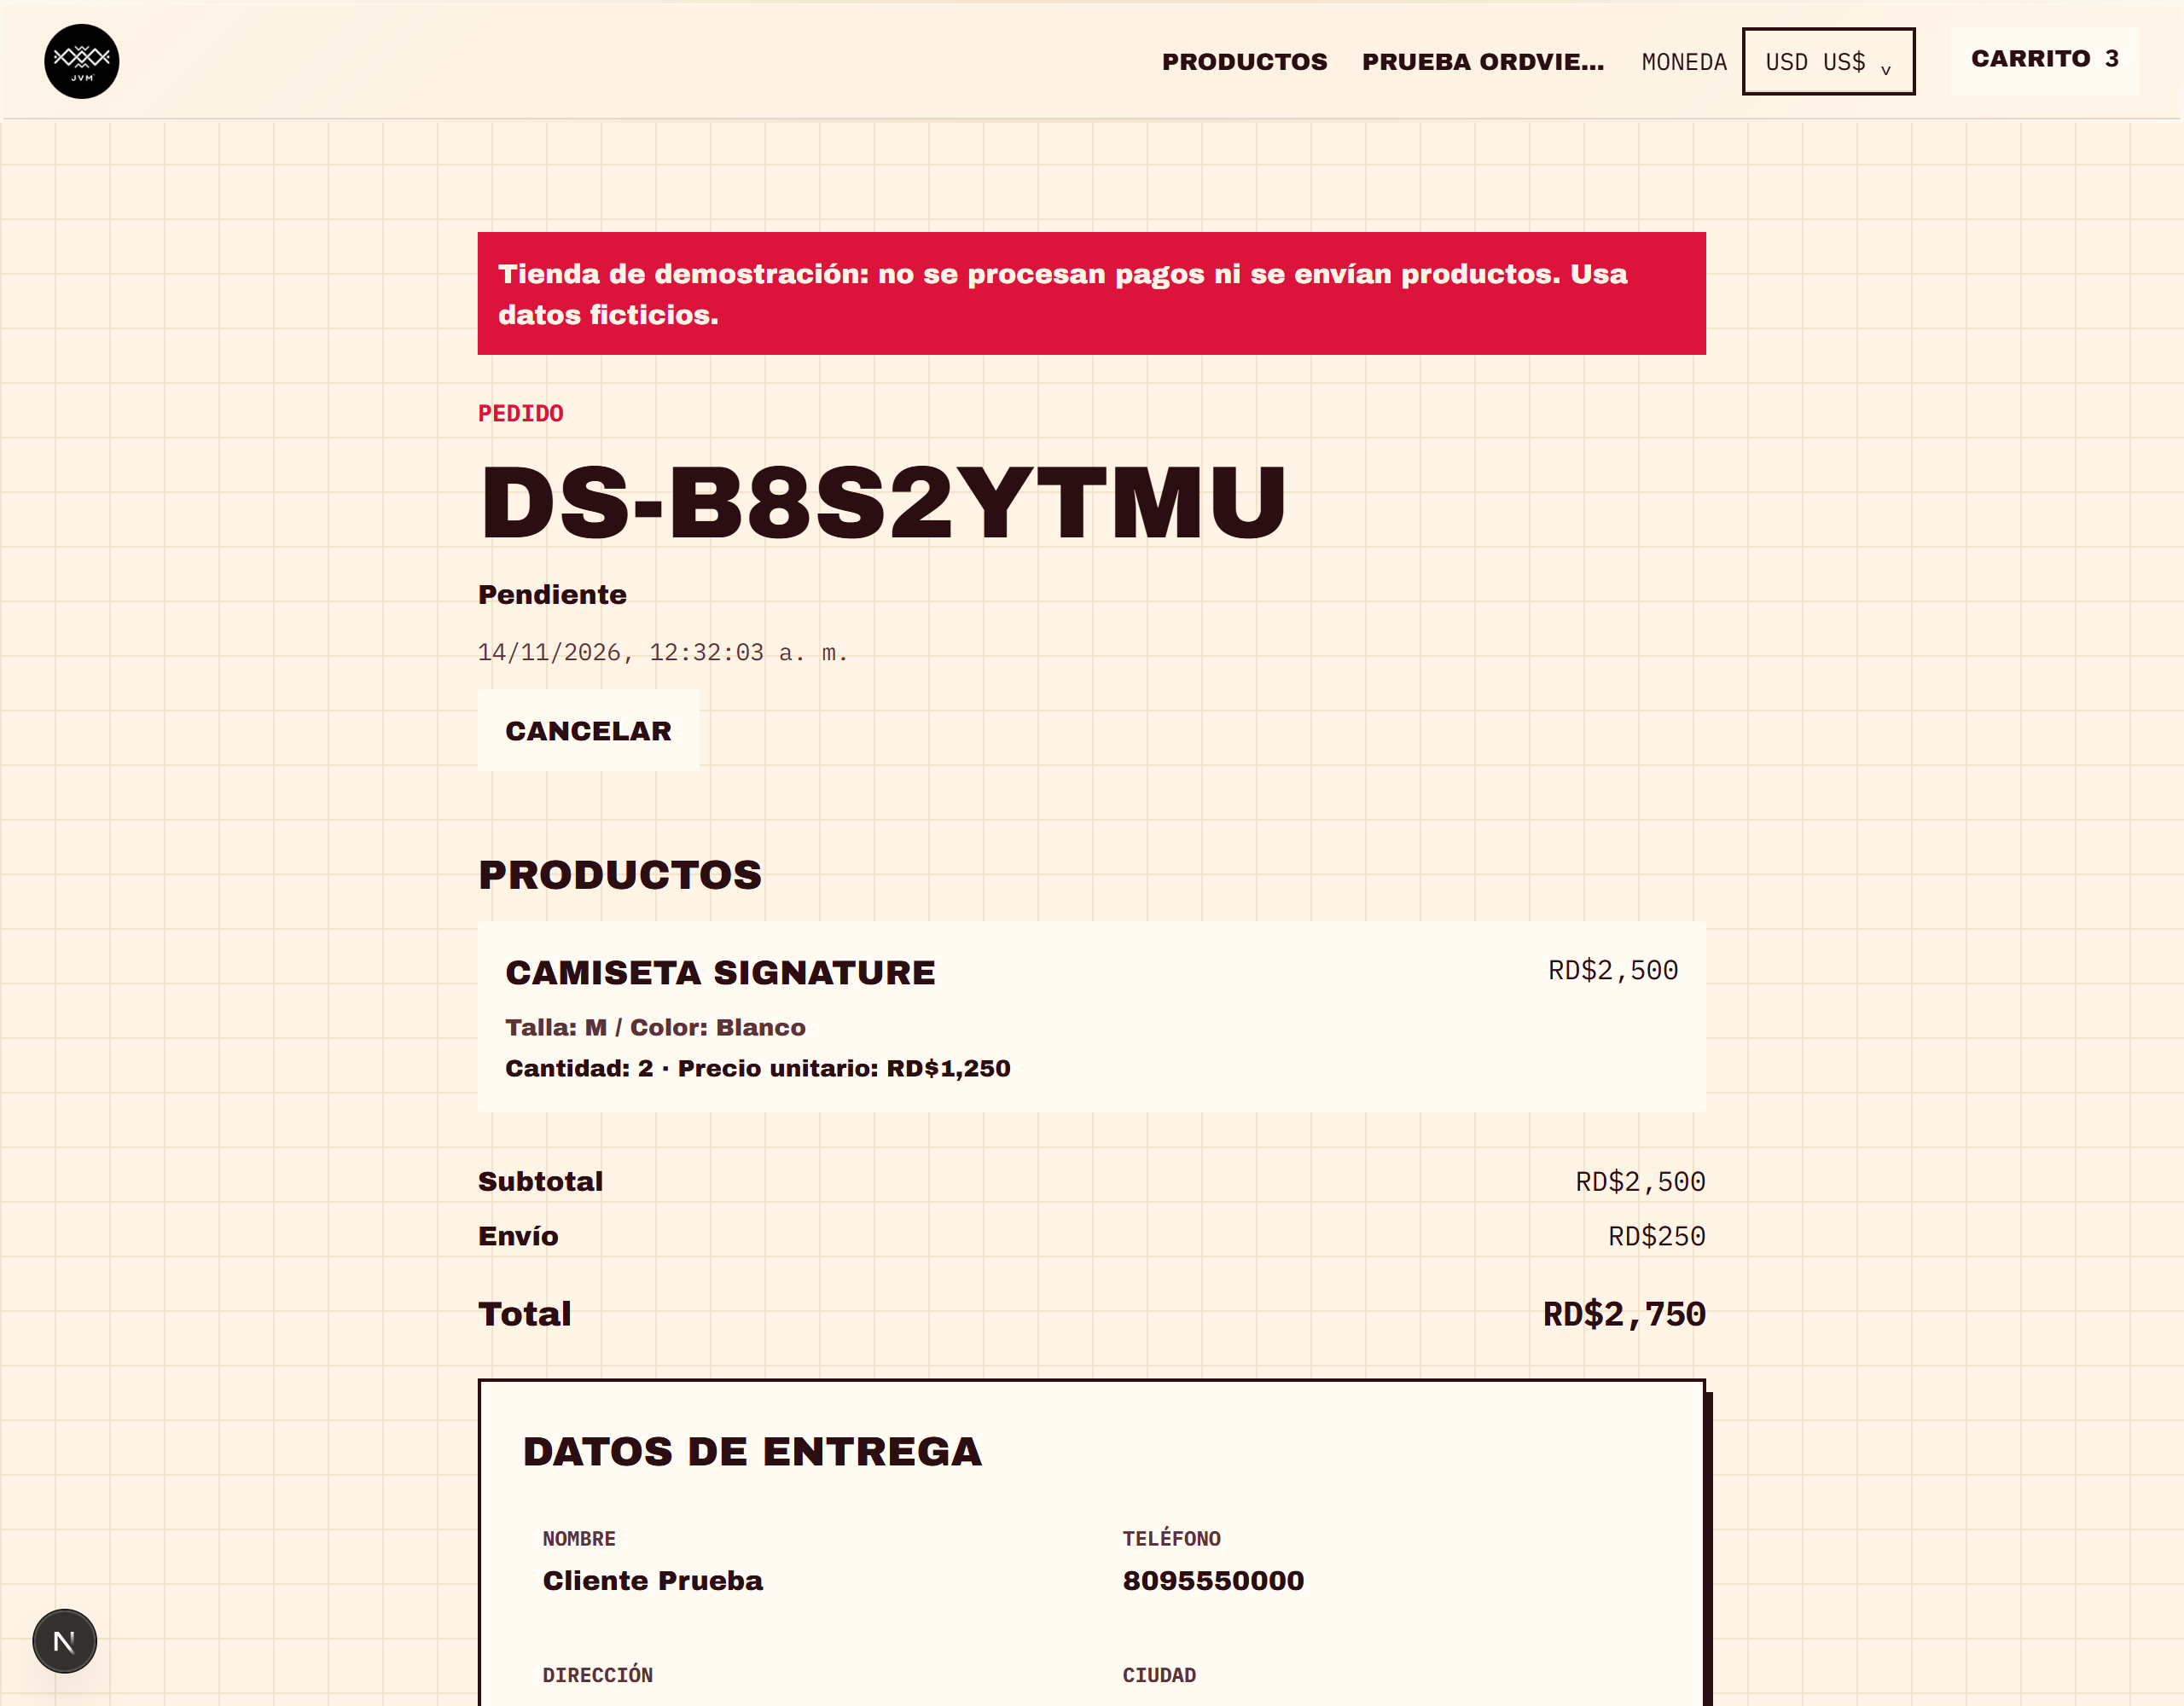 JVM
PRODUCTOS
PRUEBA ORDVIE...
MONEDA
USD US$
CARRITO 3
Tienda de demostración: no se procesan pagos ni se envían productos. Usa
datos ficticios.
PEDIDO
DS-B8S2YTMU
Pendiente
14/11/2026, 12:32:03 a. m.
CANCELAR
PRODUCTOS
CAMISETA SIGNATURE
RD$2,500
Talla: M / Color: Blanco
Cantidad: 2 · Precio unitario: RD$1,250
Subtotal
RD$2,500
Envío
RD$250
Total
RD$2,750
DATOS DE ENTREGA
NOMBRE
Cliente Prueba
TELÉFONO
8095550000
DIRECCIÓN
CIUDAD
N